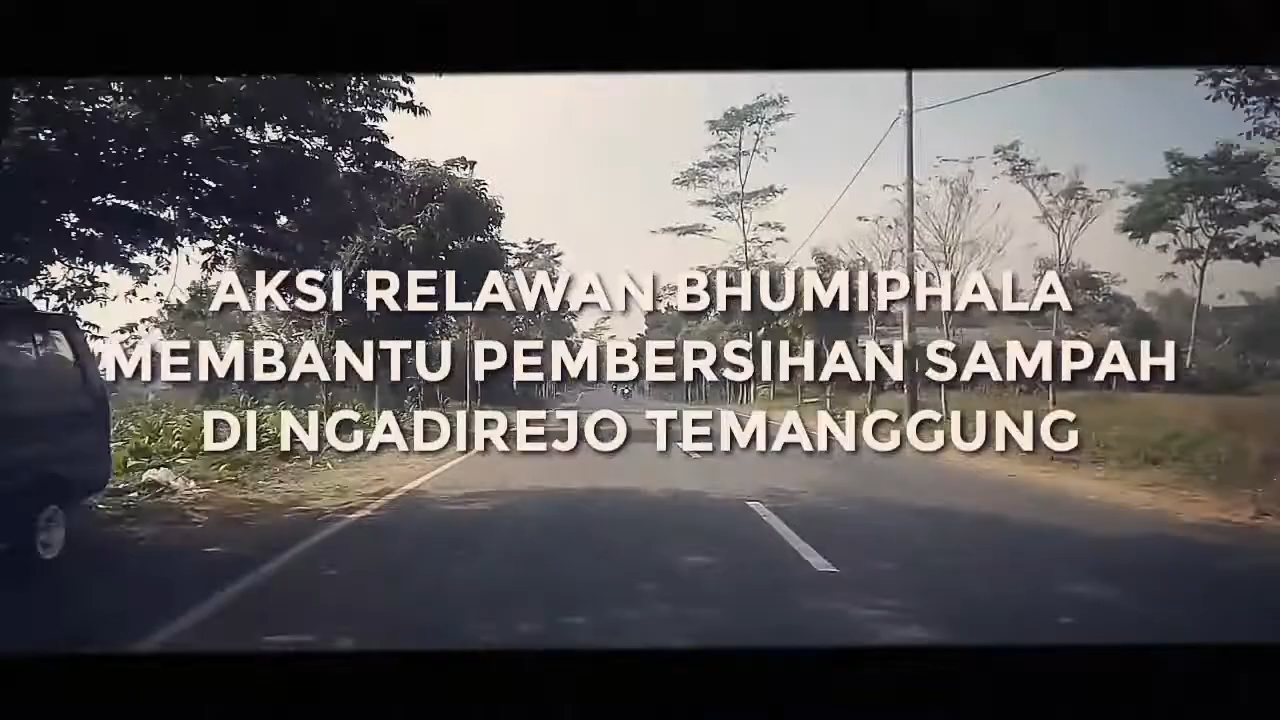 AKSI RELAWAN BHUMIPHALA
MEMBANTU PEMBERSIHAN SAMPAH
DI NGADIREJO TEMANGGUNG